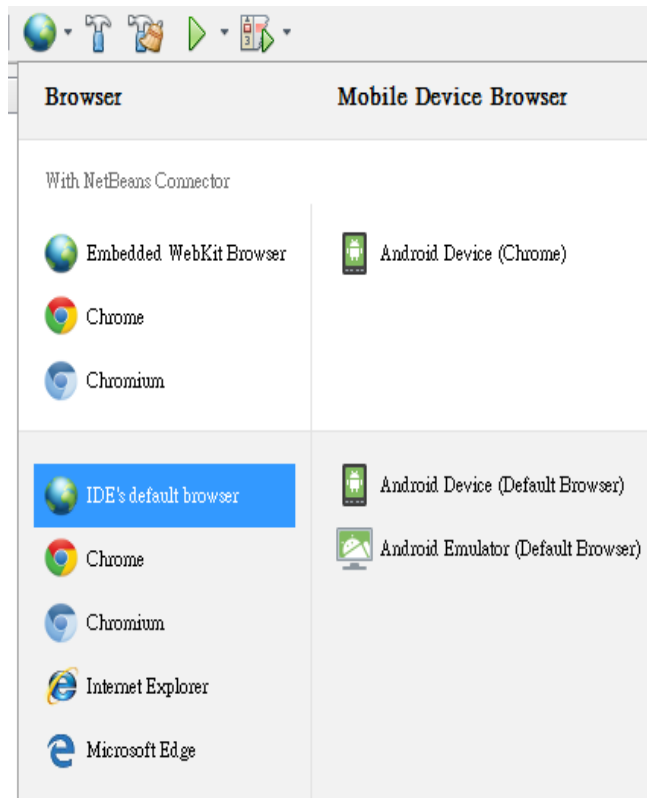 Browser
Mobile Device Browser
With NetBeans Connector
Embedded WebKit Browser
Android Device (Chrome)
Chrome
Chromium
IDE's default browser
Android Device (Default Browser)
Chrome
Android Emulator (Default Browser)
Chromium
Internet Explorer
Microsoft Edge